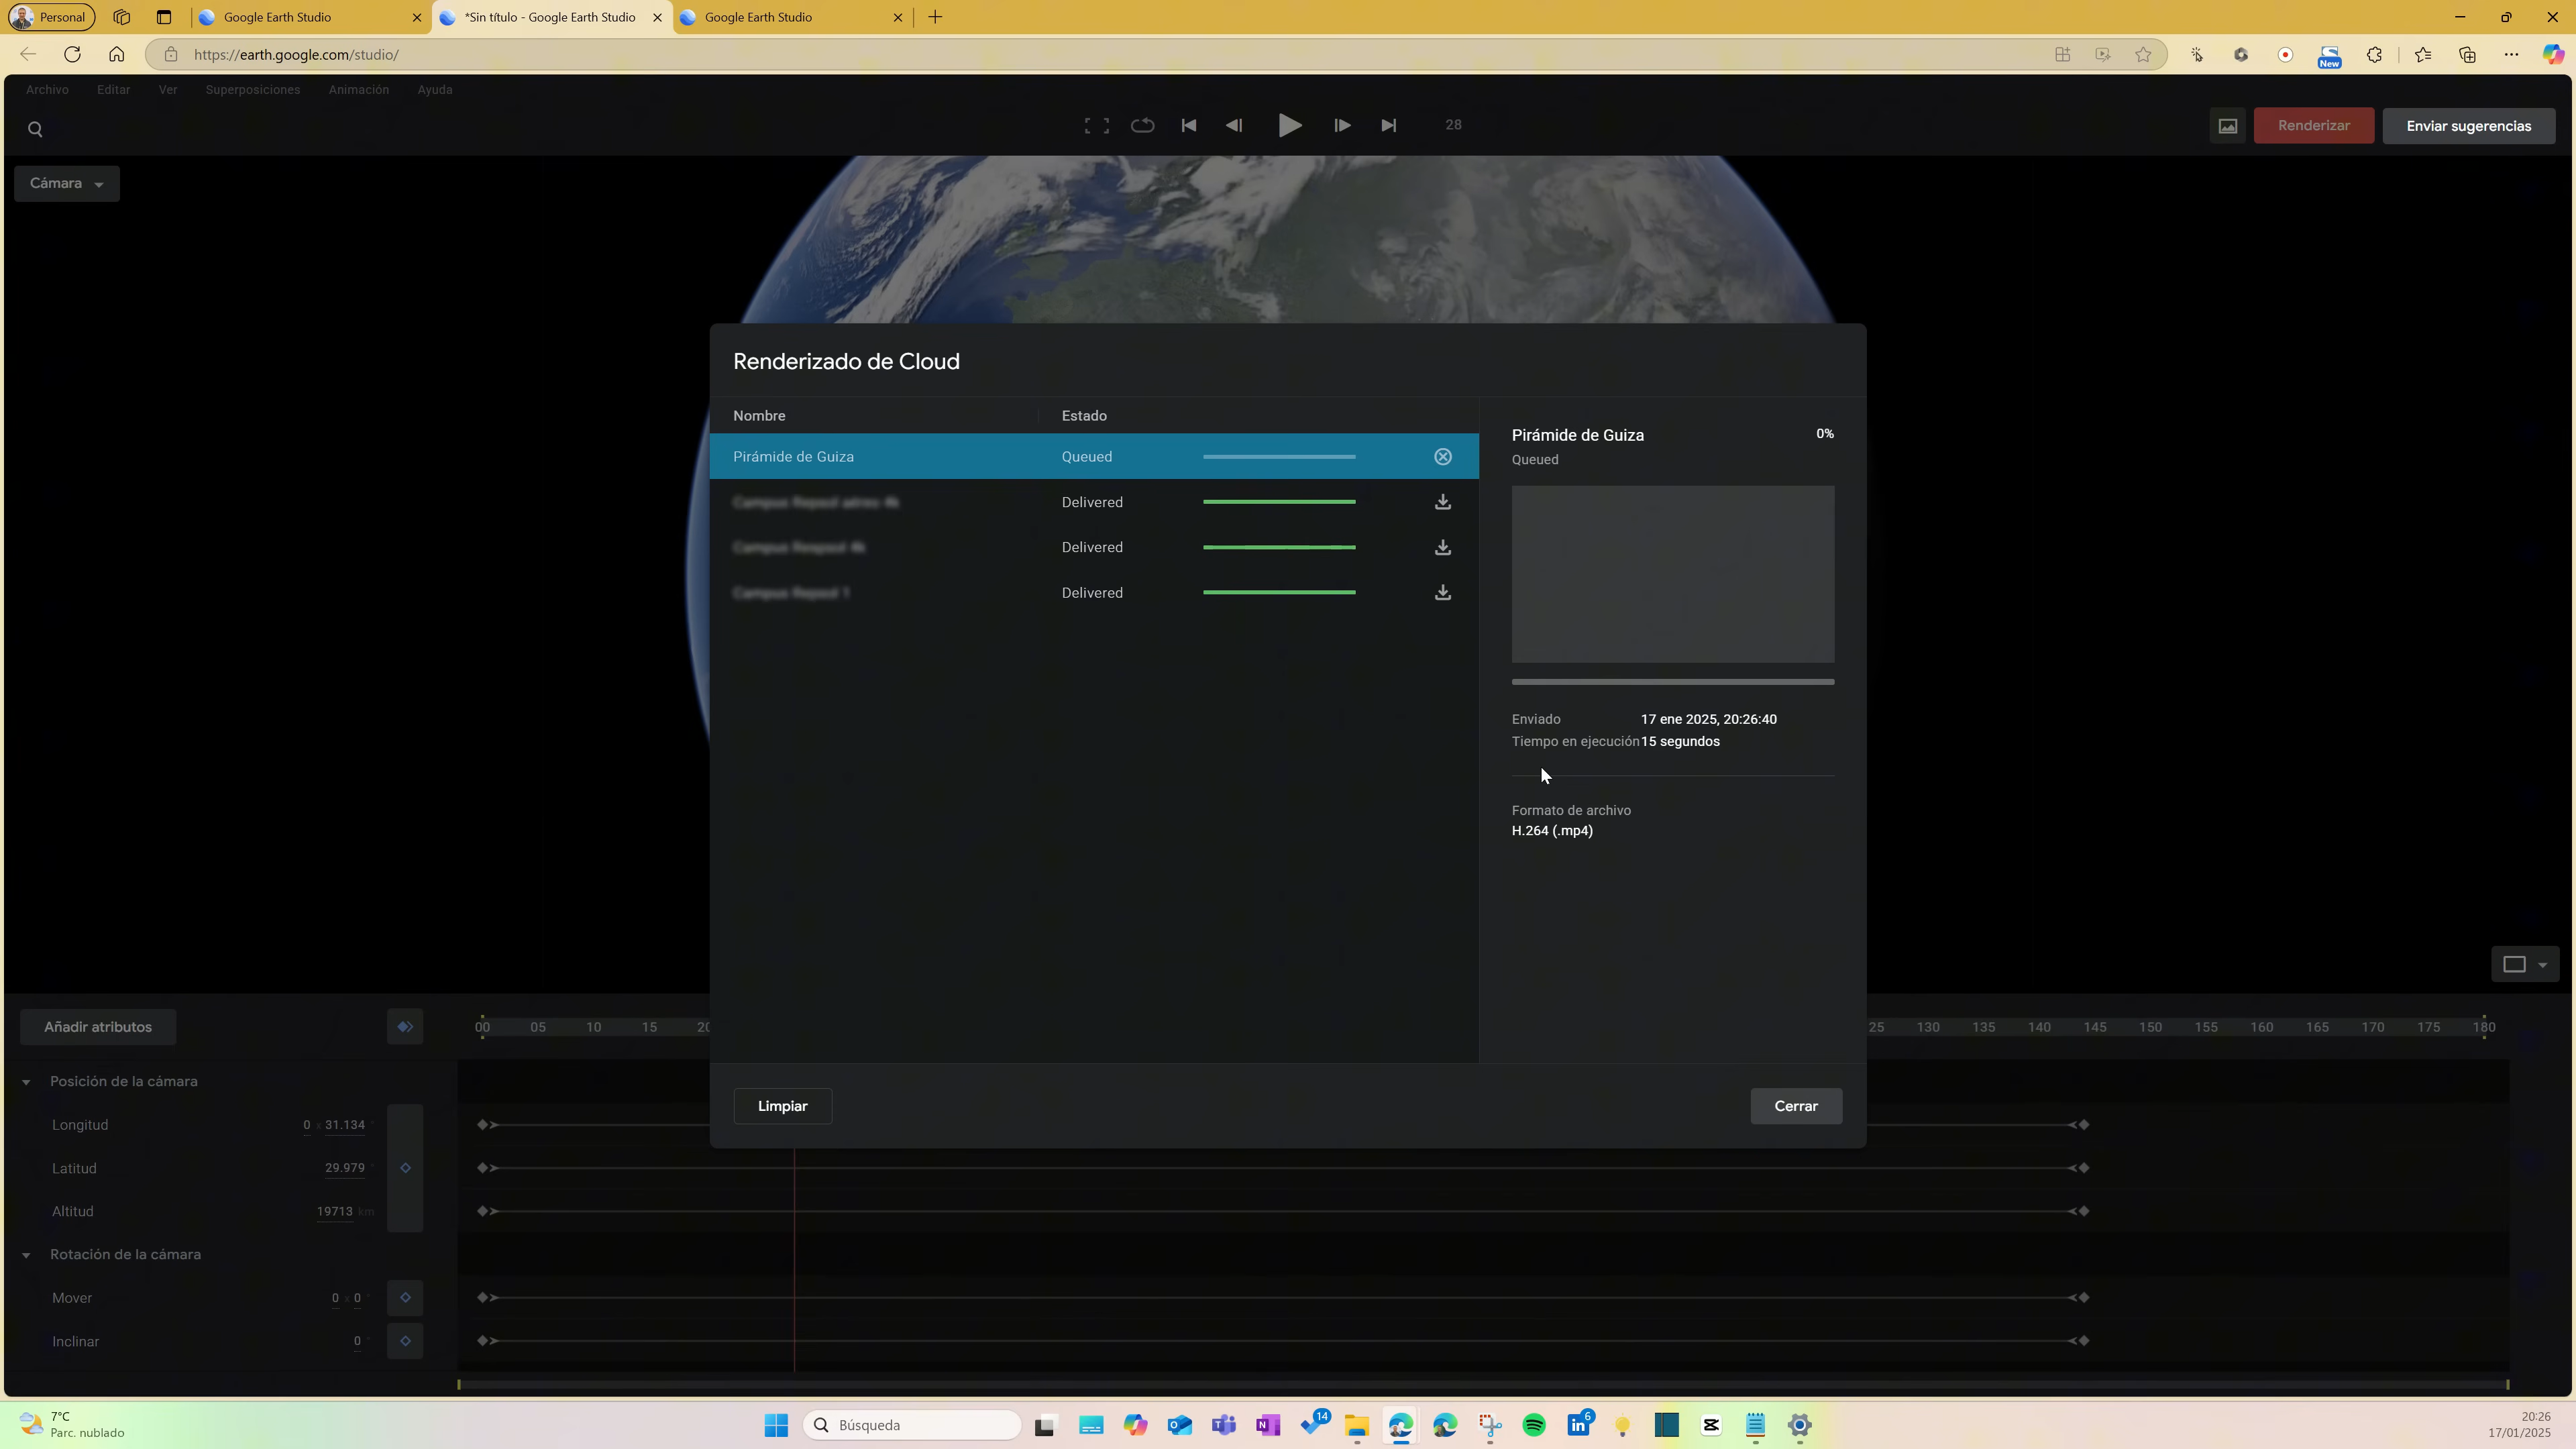 Personal
Google Earth Studio
*Sin título - Google Earth Studio
Google Earth Studio
https://earth.google.com/studio/
New
Archivo Editar Ver Superposiciones Animación Ayuda
28
Renderizar
Enviar sugerencias
Cámara
Renderizado de Cloud
Nombre Estado
Pirámide de Guiza Queued
Delivered
Delivered
Delivered
Pirámide de Guiza 0%
Queued
Enviado 17 ene 2025, 20:26:40
Tiempo en ejecución 15 segundos
Formato de archivo
H.264 (.mp4)
Limpiar
Cerrar
Añadir atributos
00 05 10 15 20 25 130 135 140 145 150 155 160 165 170 175 180
Posición de la cámara
Longitud 0 x 31.134 °
Latitud 29.979 °
Altitud 19713 km
Rotación de la cámara
Mover 0 x 0 °
Inclinar 0 °
7°C
Parc. nublado
Búsqueda
14
6
20:26
17/01/2025